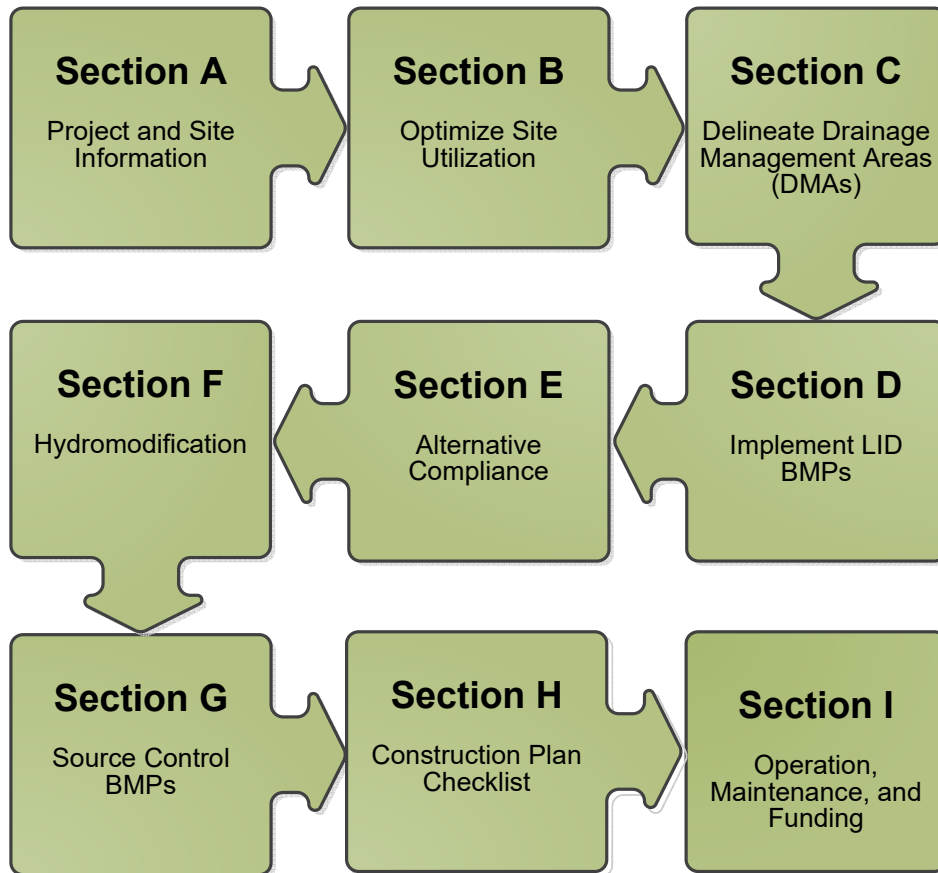 Section A
Project and Site
Information
Section B
Optimize Site
Utilization
Section C
Delineate Drainage
Management Areas
(DMAs)
Section D
Implement LID
BMPs
Section E
Alternative
Compliance
Section F
Hydromodification
Section G
Source Control
BMPs
Section H
Construction Plan
Checklist
Section I
Operation,
Maintenance, and
Funding